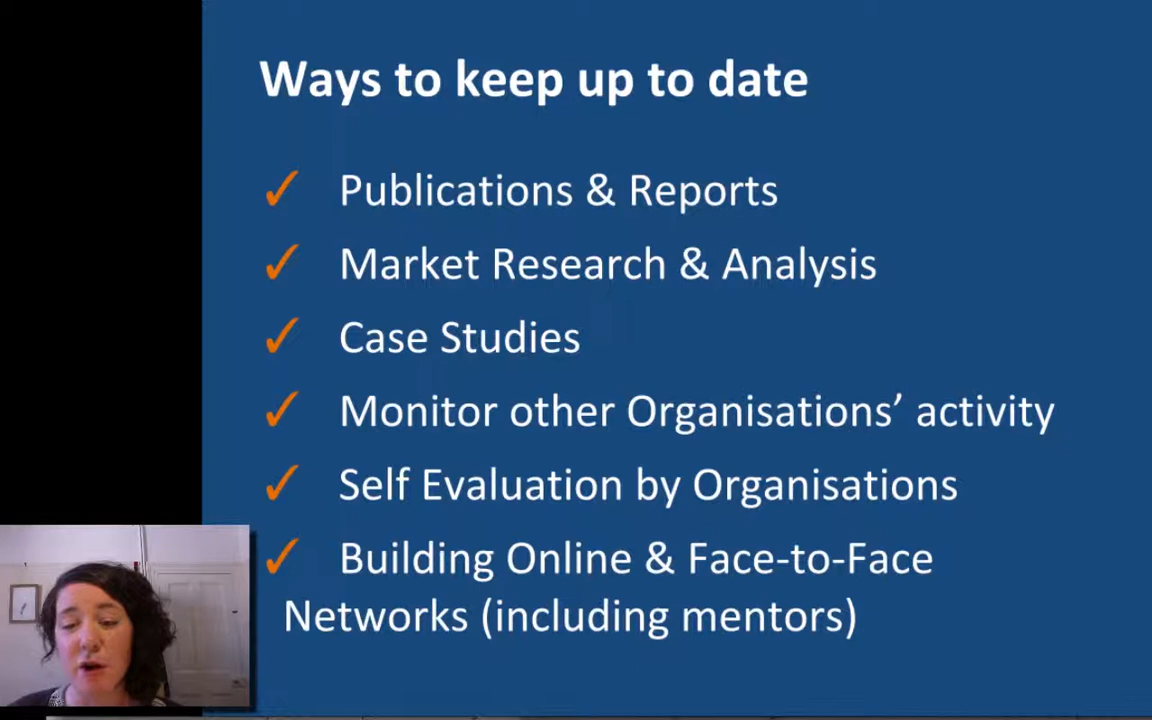 Ways to keep up to date
✓ Publications & Reports
✓ Market Research & Analysis
✓ Case Studies
✓ Monitor other Organisations’ activity
✓ Self Evaluation by Organisations
✓ Building Online & Face-to-Face
Networks (including mentors)